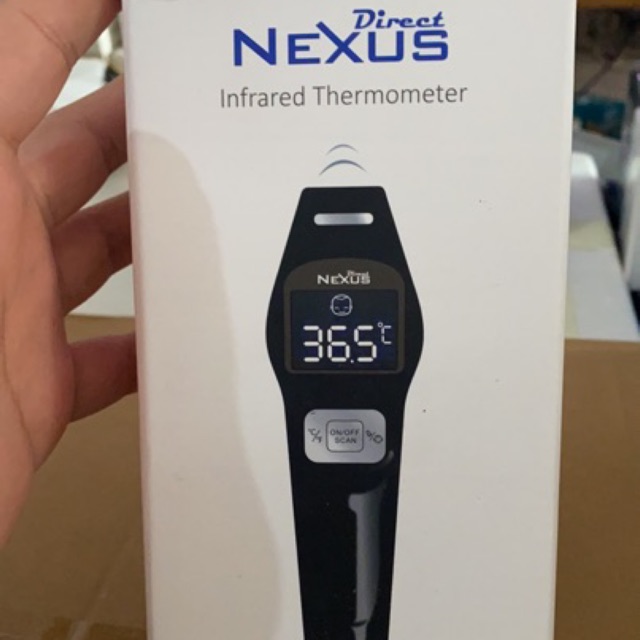 Direct
NEXUS
Infrared Thermometer
Direct
NEXUS
36.5℃
℃/℉
ON/OFF
SCAN